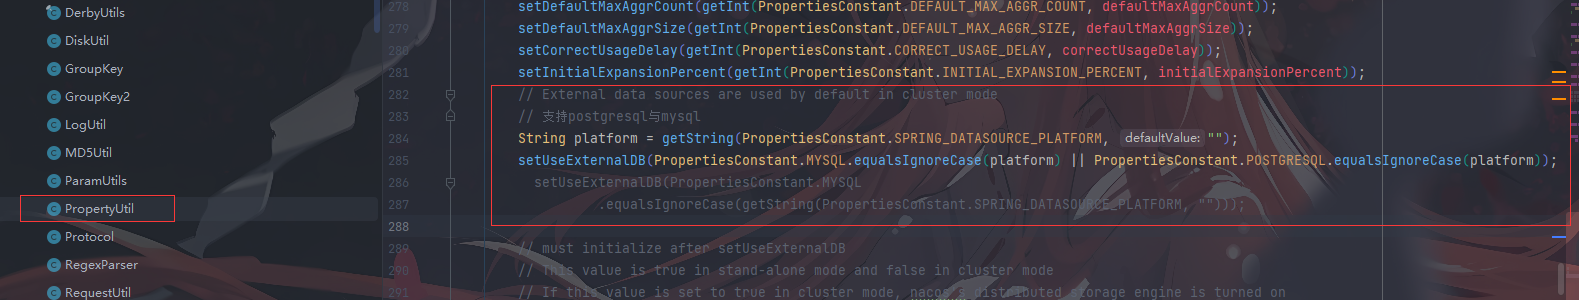 DerbyUtils
DiskUtil
GroupKey
GroupKey2
LogUtil
MD5Util
ParamUtils
PropertyUtil
Protocol
RegexParser
RequestUtil
278 setDefaultMaxAggrCount(getInt(PropertiesConstant.DEFAULT_MAX_AGGR_COUNT, defaultMaxAggrCount));
279 setDefaultMaxAggrSize(getInt(PropertiesConstant.DEFAULT_MAX_AGGR_SIZE, defaultMaxAggrSize));
280 setCorrectUsageDelay(getInt(PropertiesConstant.CORRECT_USAGE_DELAY, correctUsageDelay));
281 setInitialExpansionPercent(getInt(PropertiesConstant.INITIAL_EXPANSION_PERCENT, initialExpansionPercent));
282 // External data sources are used by default in cluster mode
283 // 支持postgresql与mysql
284 String platform = getString(PropertiesConstant.SPRING_DATASOURCE_PLATFORM, defaultValue: "");
285 setUseExternalDB(PropertiesConstant.MYSQL.equalsIgnoreCase(platform) || PropertiesConstant.POSTGRESQL.equalsIgnoreCase(platform));
286 setUseExternalDB(PropertiesConstant.MYSQL
287 .equalsIgnoreCase(getString(PropertiesConstant.SPRING_DATASOURCE_PLATFORM, "")));
288
289 // must initialize after setUseExternalDB
290 // This value is true in stand-alone mode and false in cluster mode
291 // If this value is set to true in cluster mode, nacos's distributed storage engine is turned on